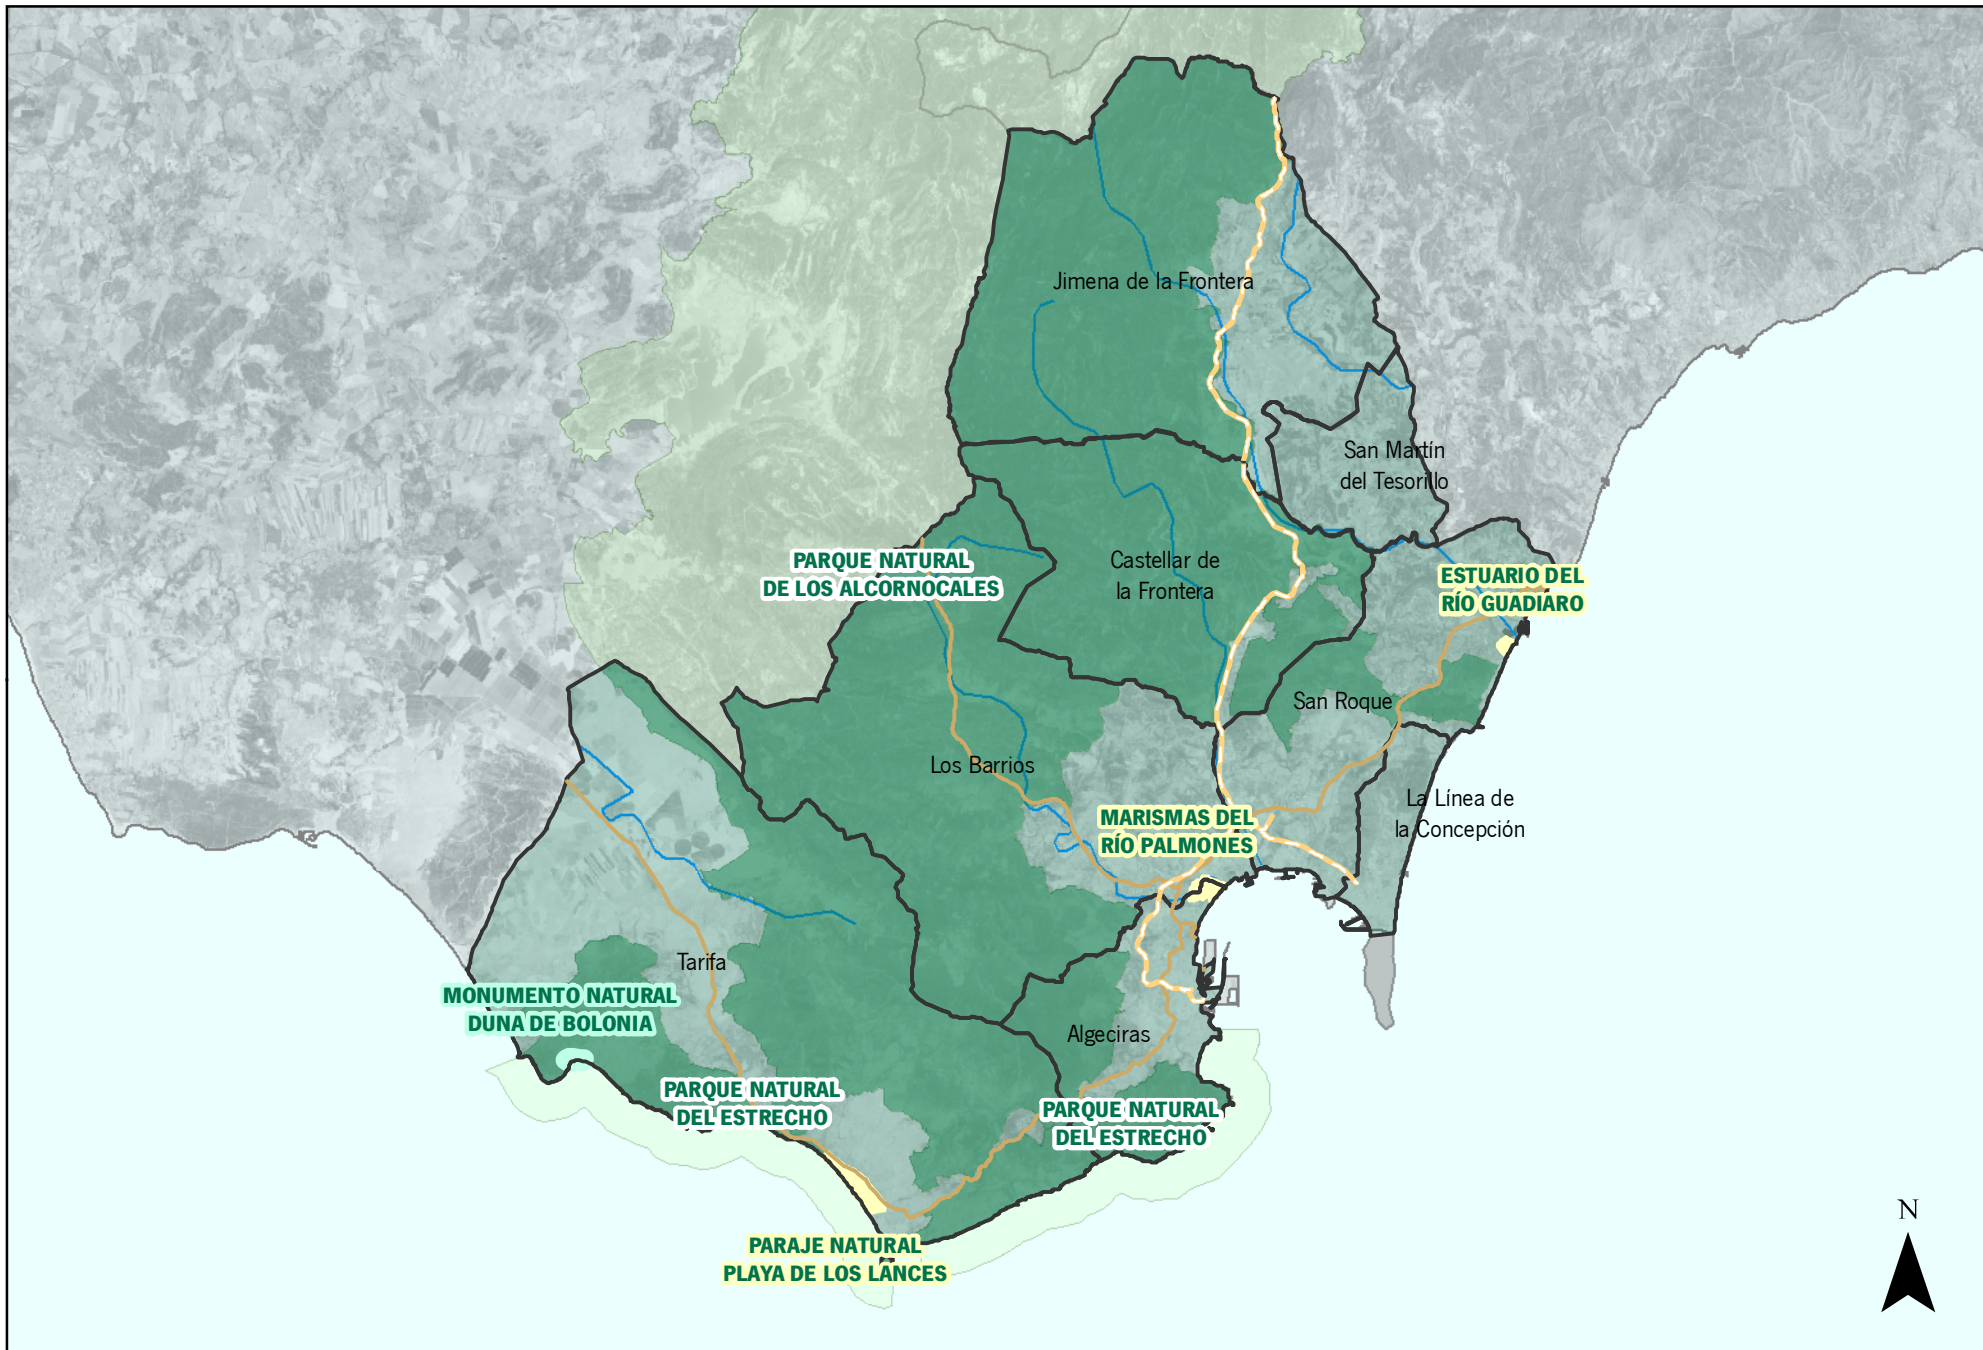 Jimena de la Frontera
San Martín
del Tesorillo
PARQUE NATURAL
DE LOS ALCORNOCALES
Castellar de
la Frontera
ESTUARIO DEL
RÍO GUADIARO
San Roque
Los Barrios
La Línea de
la Concepción
MARISMAS DEL
RÍO PALMONES
Tarifa
MONUMENTO NATURAL
DUNA DE BOLONIA
Algeciras
PARQUE NATURAL
DEL ESTRECHO
PARQUE NATURAL
DEL ESTRECHO
N
PARAJE NATURAL
PLAYA DE LOS LANCES